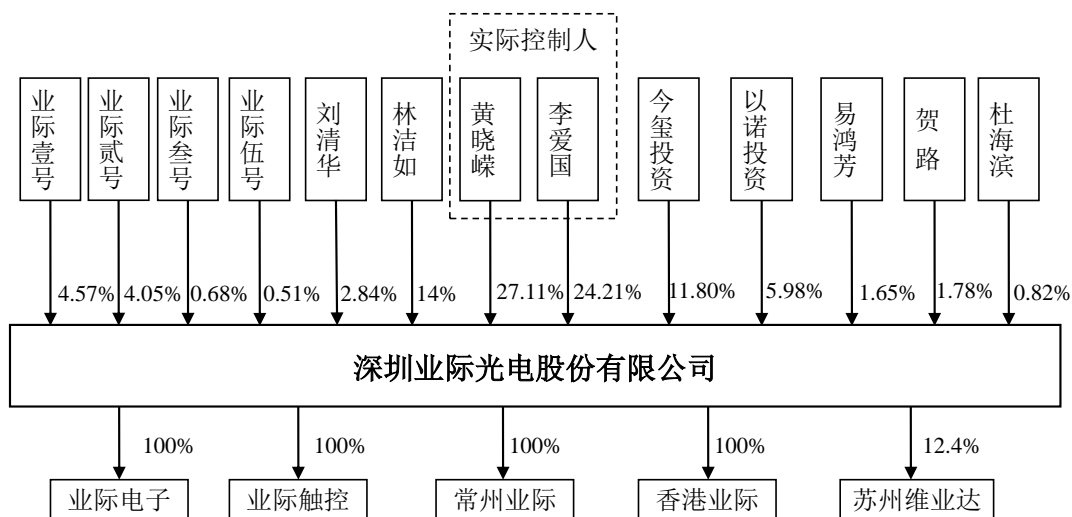 实际控制人
业际壹号
业际贰号
业际叁号
业际伍号
刘清华
林洁如
黄晓嵘
李爱国
今玺投资
以诺投资
易鸿芳
贺路
杜海滨
4.57%
4.05%
0.68%
0.51%
2.84%
14%
27.11%
24.21%
11.80%
5.98%
1.65%
1.78%
0.82%
深圳业际光电股份有限公司
100%
100%
100%
100%
12.4%
业际电子
业际触控
常州业际
香港业际
苏州维业达